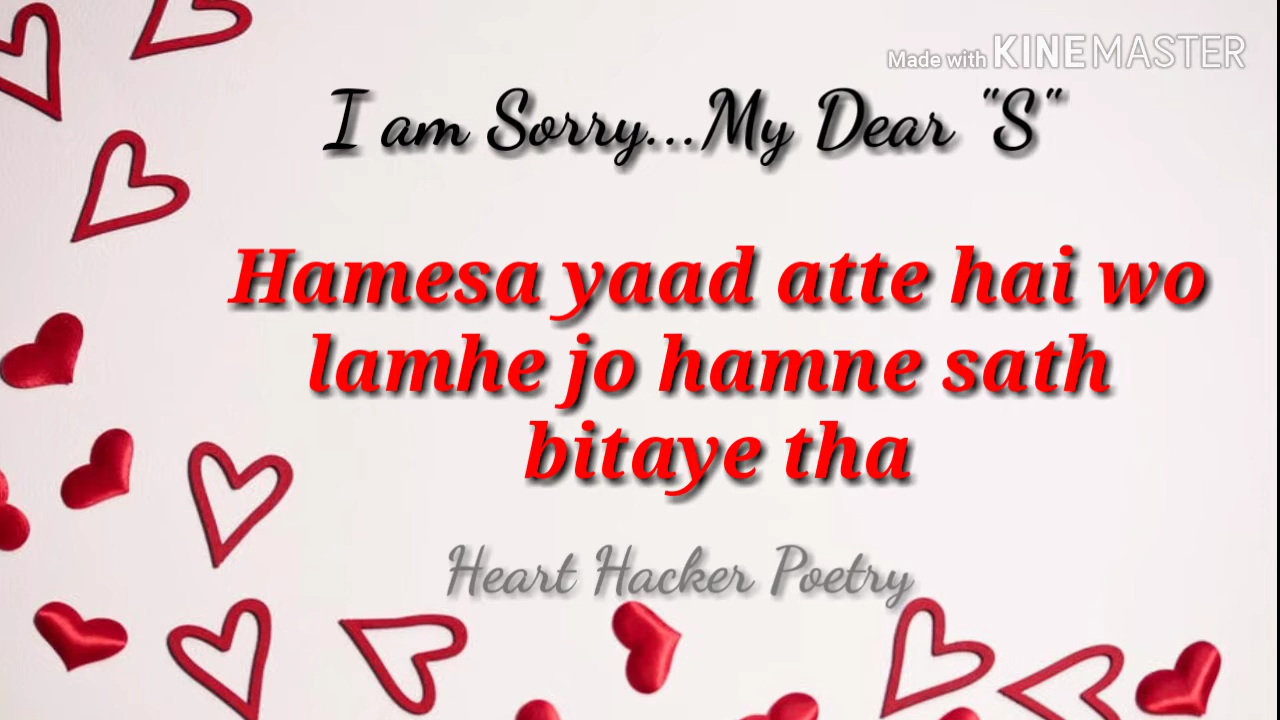 Made with KINEMASTER
I am Sorry...My Dear "S"
Hamesa yaad atte hai wo
lamhe jo hamne sath
bitaye tha
Heart Hacker Poetry